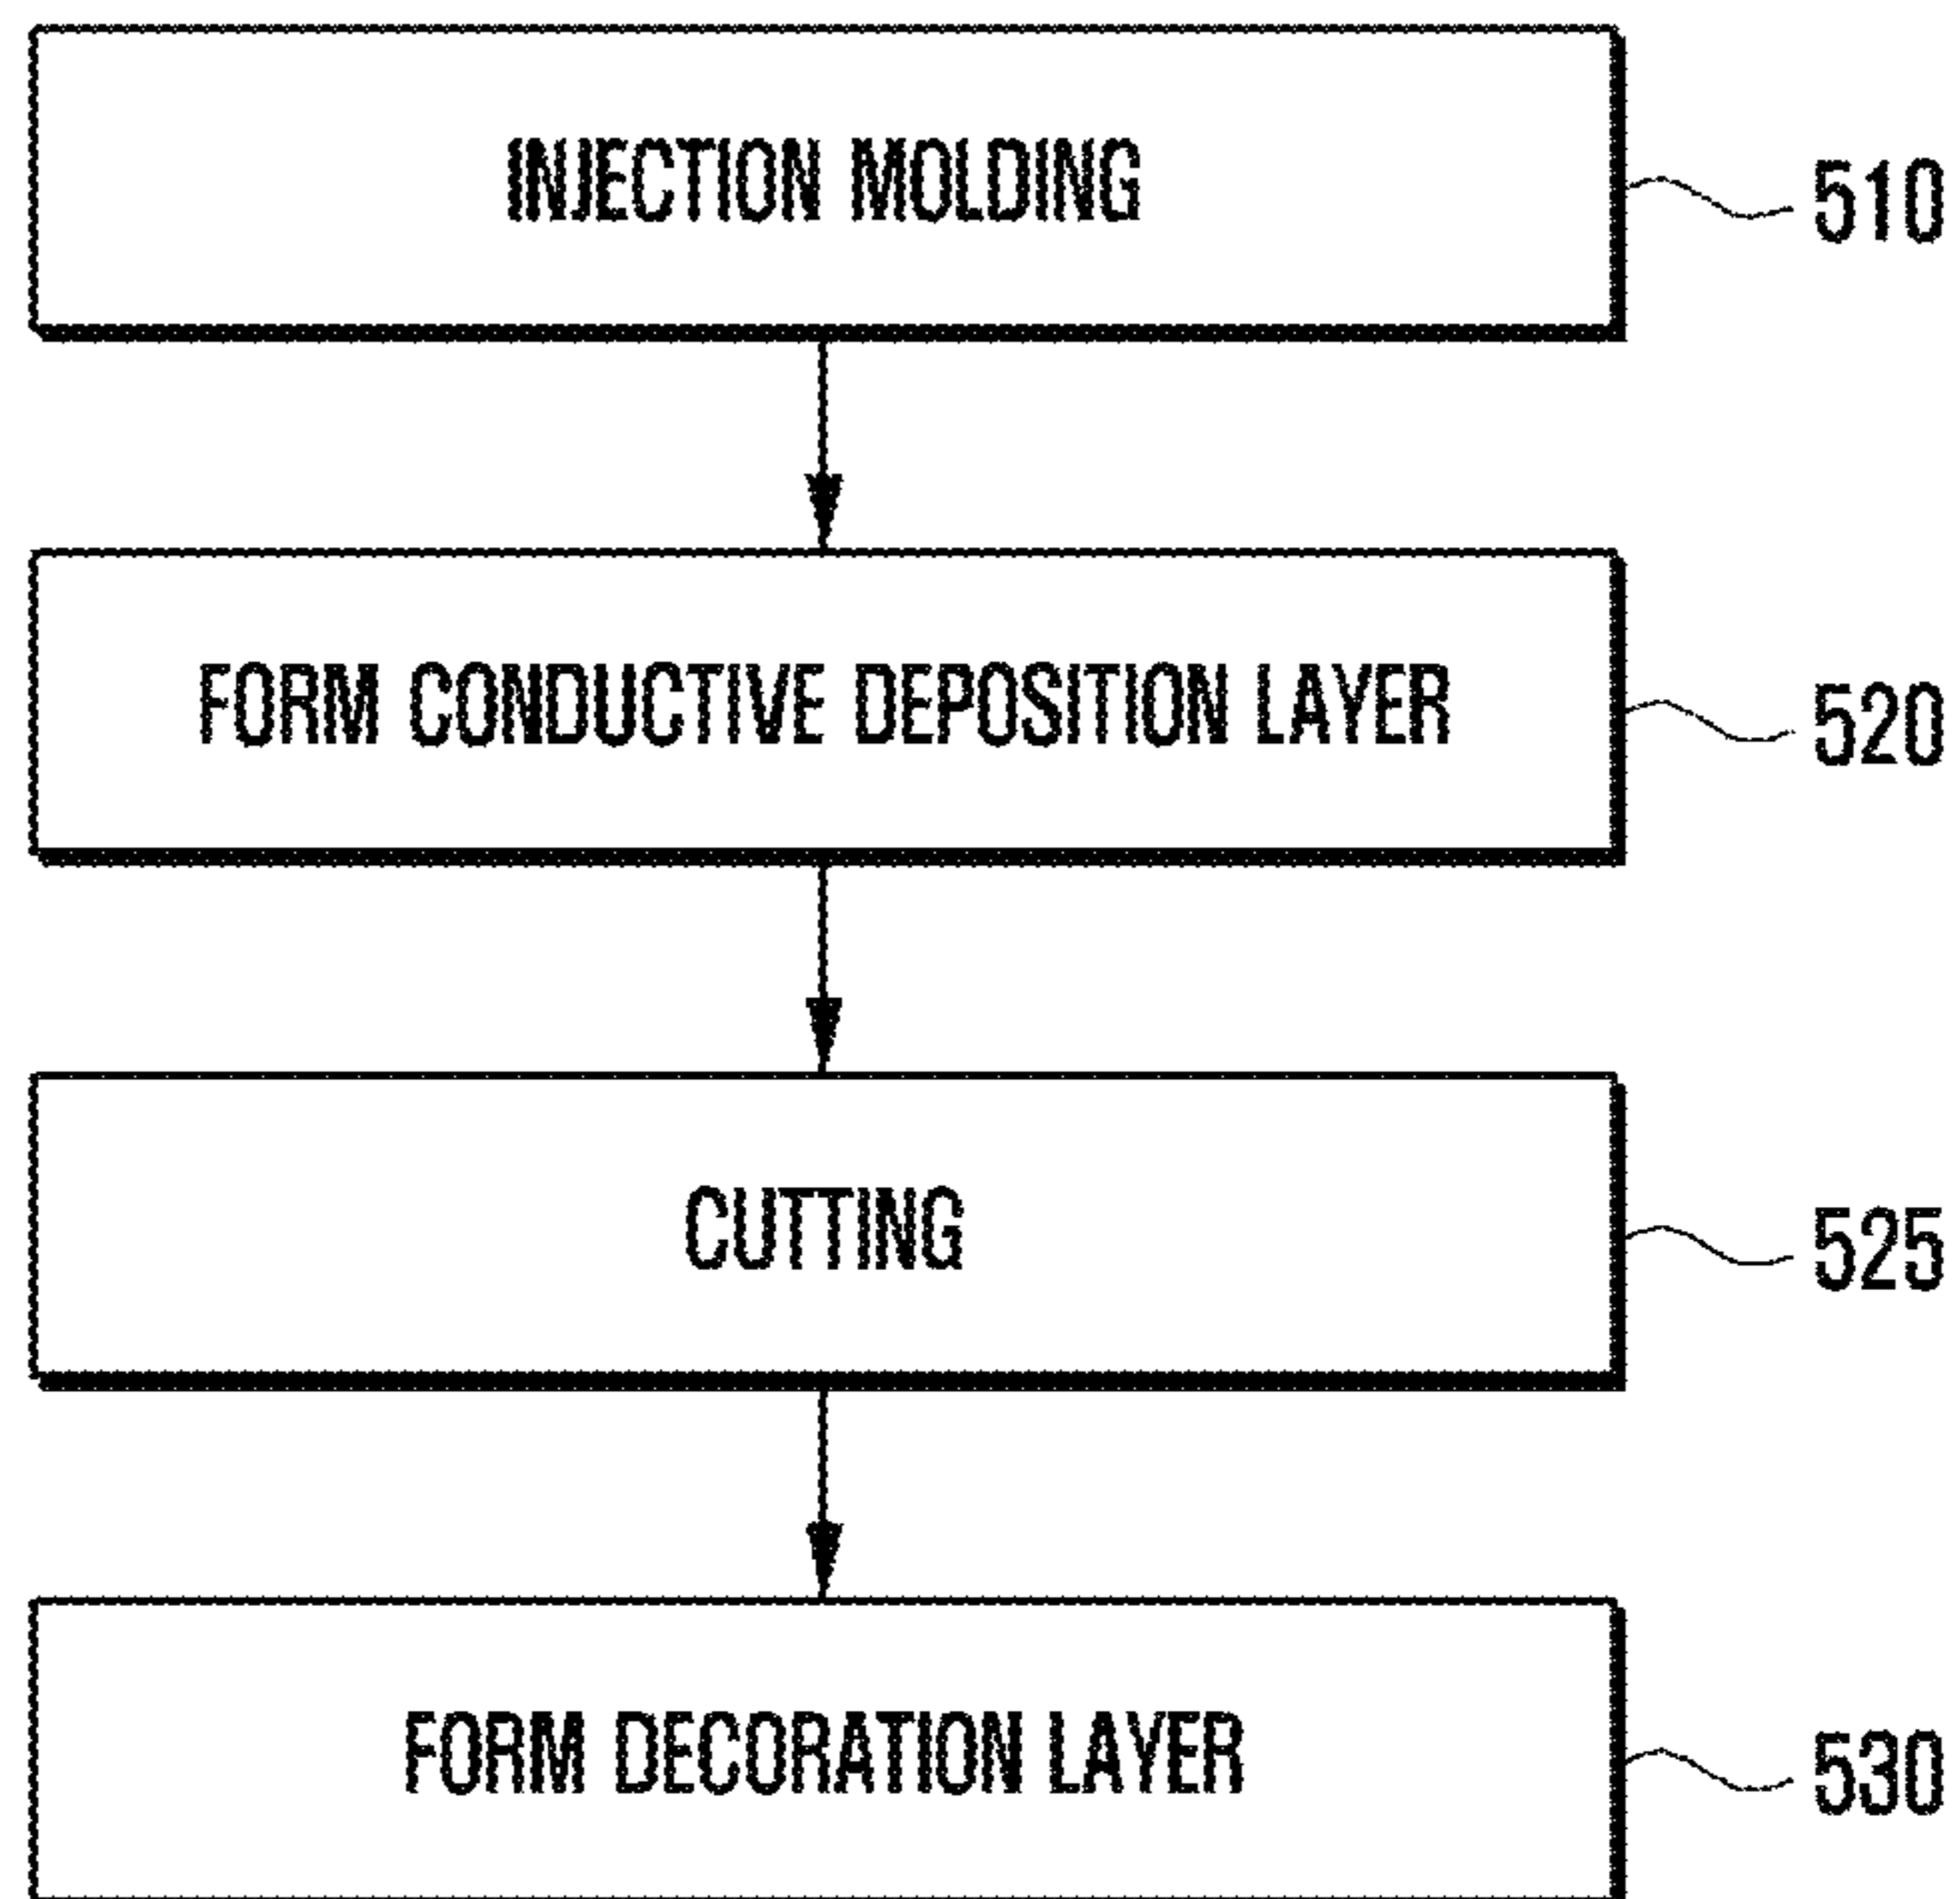 INJECTION MOLDING
510
FORM CONDUCTIVE DEPOSITION LAYER
520
CUTTING
525
FORM DECORATION LAYER
530